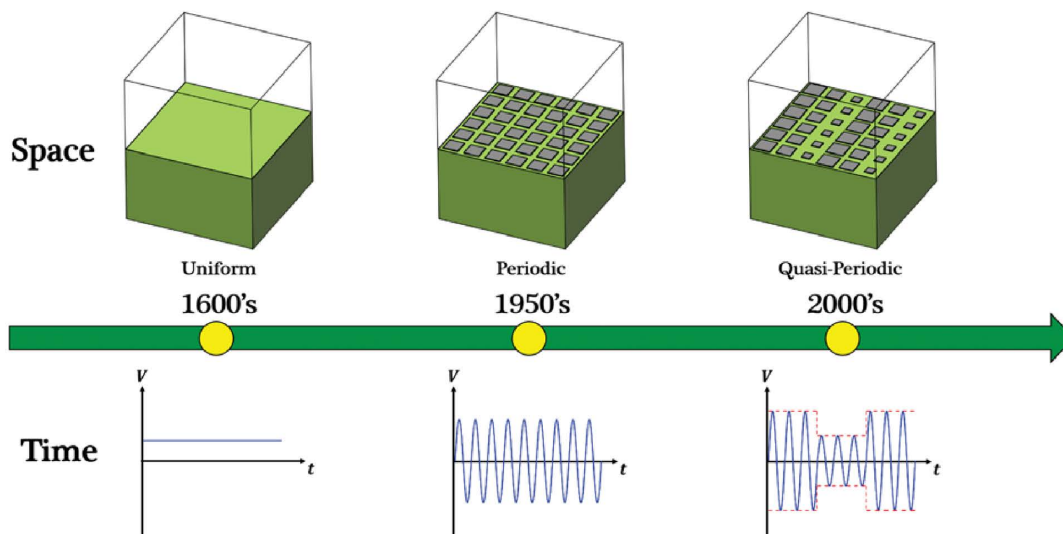 Space
Uniform
Periodic
Quasi-Periodic
1600's
1950's
2000's
V
V
V
Time
t
t
t